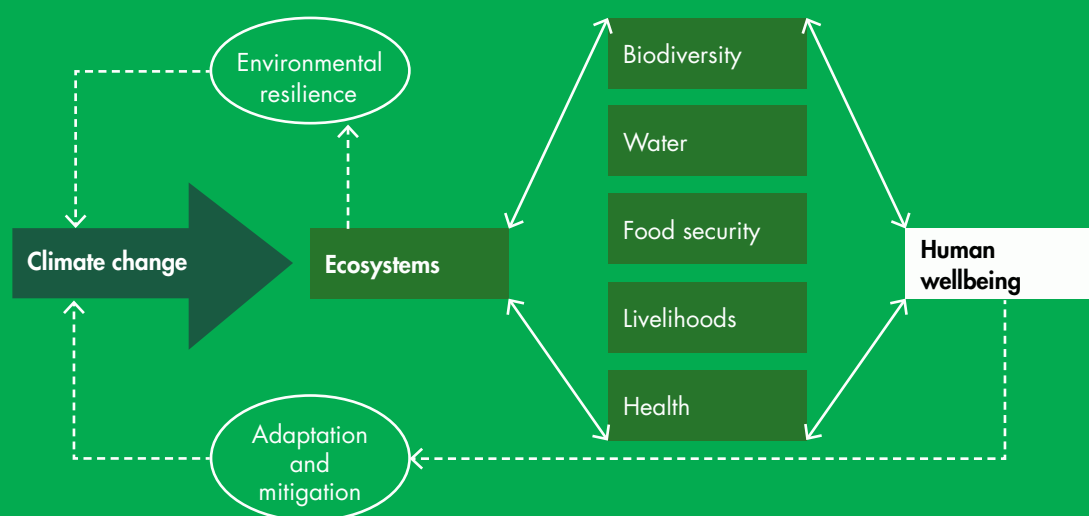 Environmental
resilience
Climate change
Ecosystems
Biodiversity
Water
Food security
Livelihoods
Health
Human
wellbeing
Adaptation
and
mitigation